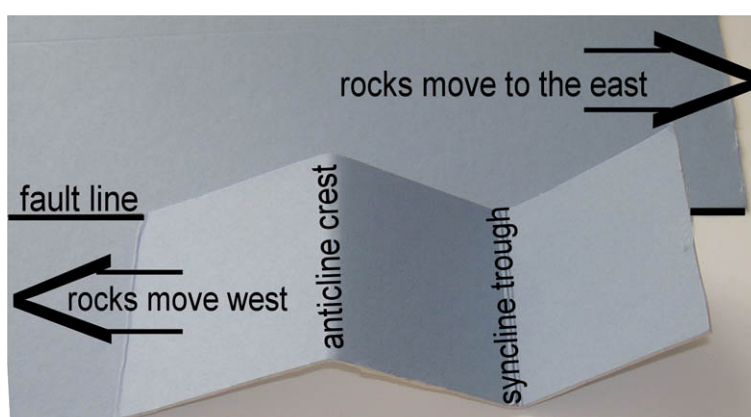 rocks move to the east
fault line
anticline crest
rocks move west
syncline trough